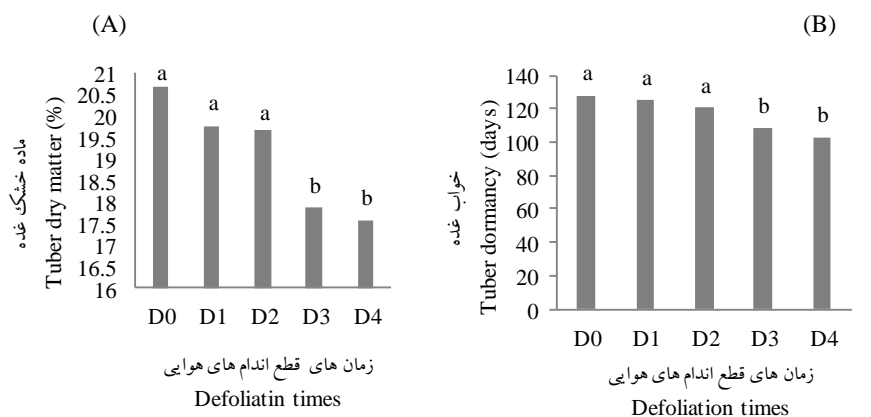 (A)
ماده خشک غده
Tuber dry matter (%)
21
20.5
20
19.5
19
18.5
18
17.5
17
16.5
16
a
a
a
b
b
D0 D1 D2 D3 D4
زمان های قطع اندام های هوایی
Defoliatin times
(B)
خواب غده
Tuber dormancy (days)
140
120
100
80
60
40
20
0
a
a
a
b
b
D0 D1 D2 D3 D4
زمان های قطع اندام های هوایی
Defoliation times